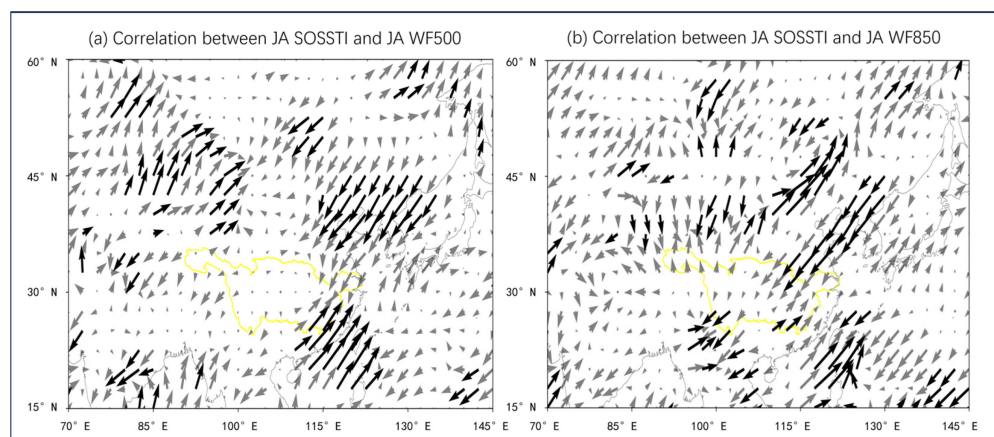 (a) Correlation between JA SOSSTI and JA WF500
(b) Correlation between JA SOSSTI and JA WF850
60° N
45° N
30° N
15° N
70° E
85° E
100° E
115° E
130° E
145° E
60° N
45° N
30° N
15° N
70° E
85° E
100° E
115° E
130° E
145° E